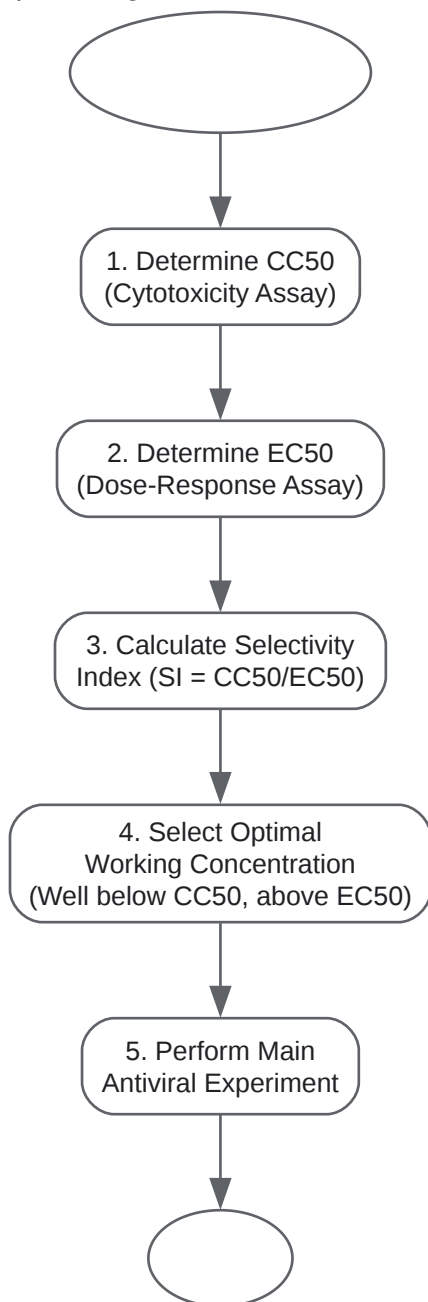 1. Determine CC50
(Cytotoxicity Assay)
2. Determine EC50
(Dose-Response Assay)
3. Calculate Selectivity
Index (SI = CC50/EC50)
4. Select Optimal
Working Concentration
(Well below CC50, above EC50)
5. Perform Main
Antiviral Experiment